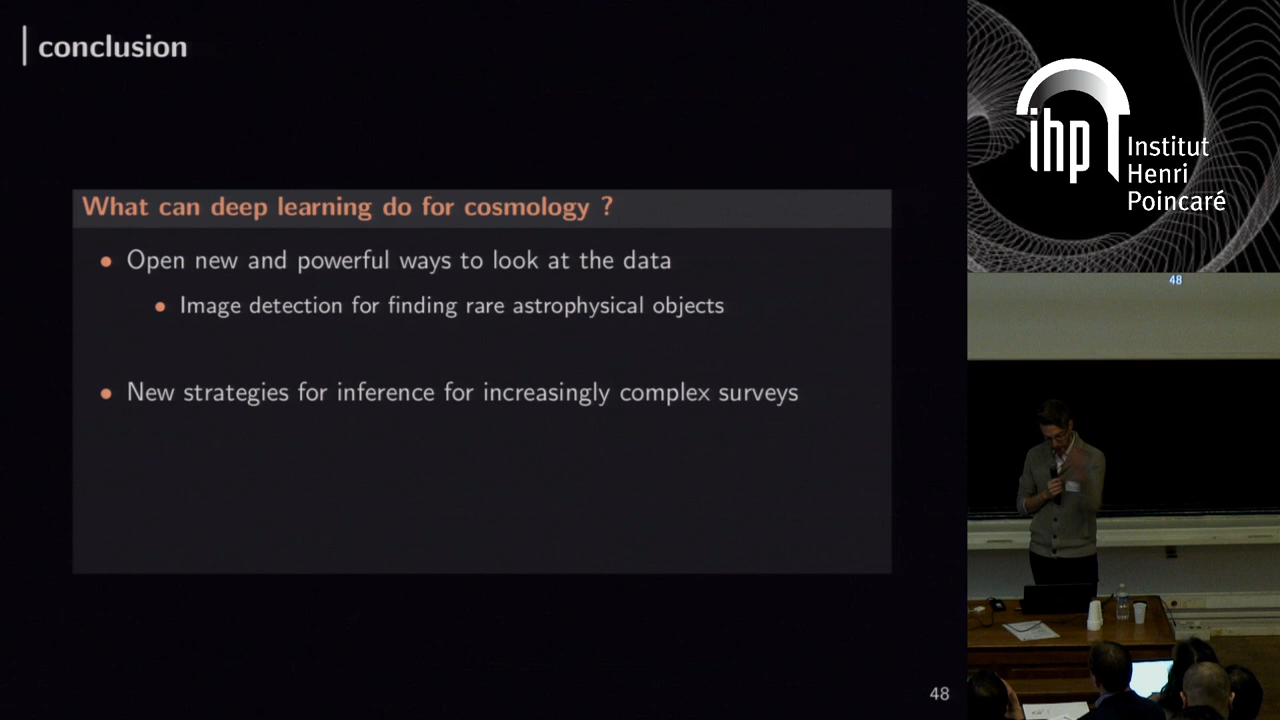 conclusion
What can deep learning do for cosmology ?
• Open new and powerful ways to look at the data
• Image detection for finding rare astrophysical objects
• New strategies for inference for increasingly complex surveys
48
ihp
Institut
Henri
Poincaré
48